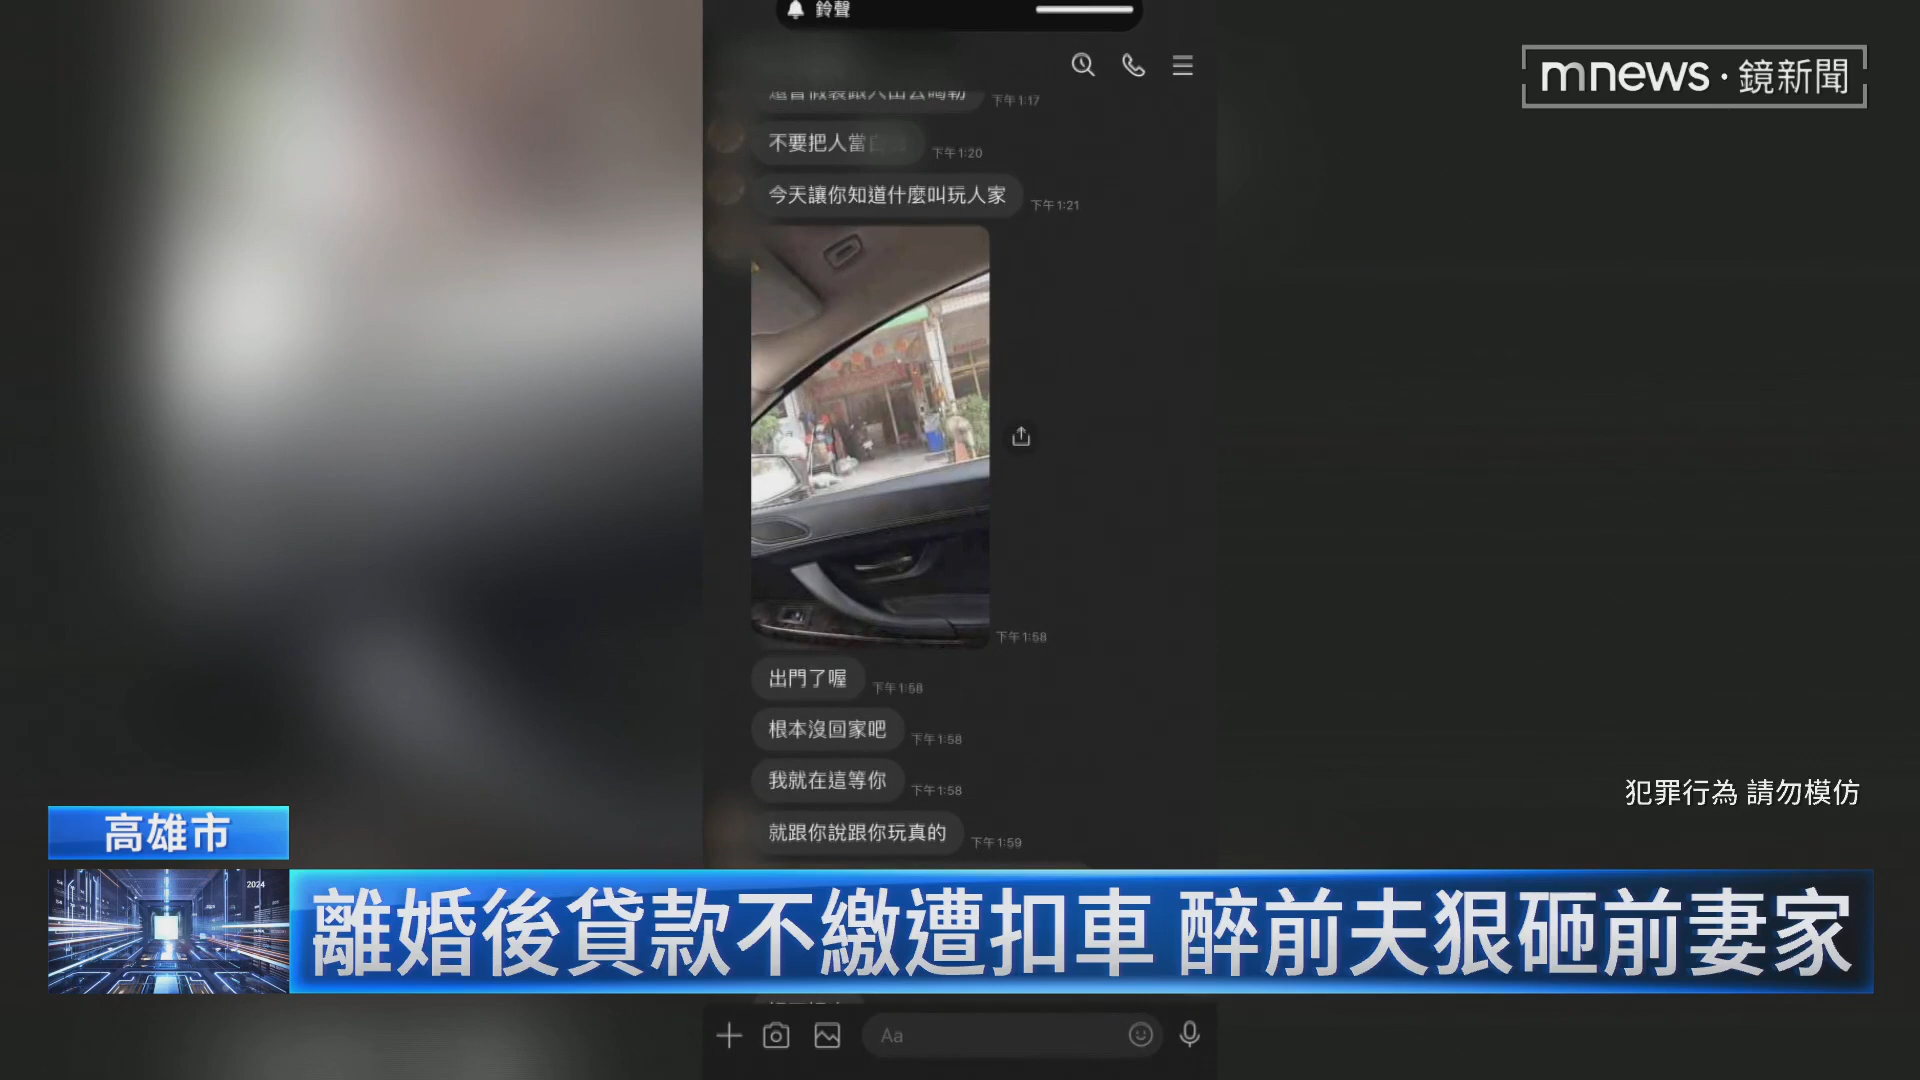 鈴聲
mnews·鏡新聞
下午1:17
不要把人當
下午1:20
今天讓你知道什麼叫玩人家
下午1:21
下午1:58
出門了喔
下午1:58
根本沒回家吧
下午1:58
我就在這等你
下午1:58
就跟你說跟你玩真的
下午1:59
犯罪行為 請勿模仿
高雄市
2024
離婚後貸款不繳遭扣車 醉前夫狠砸前妻家
Aa